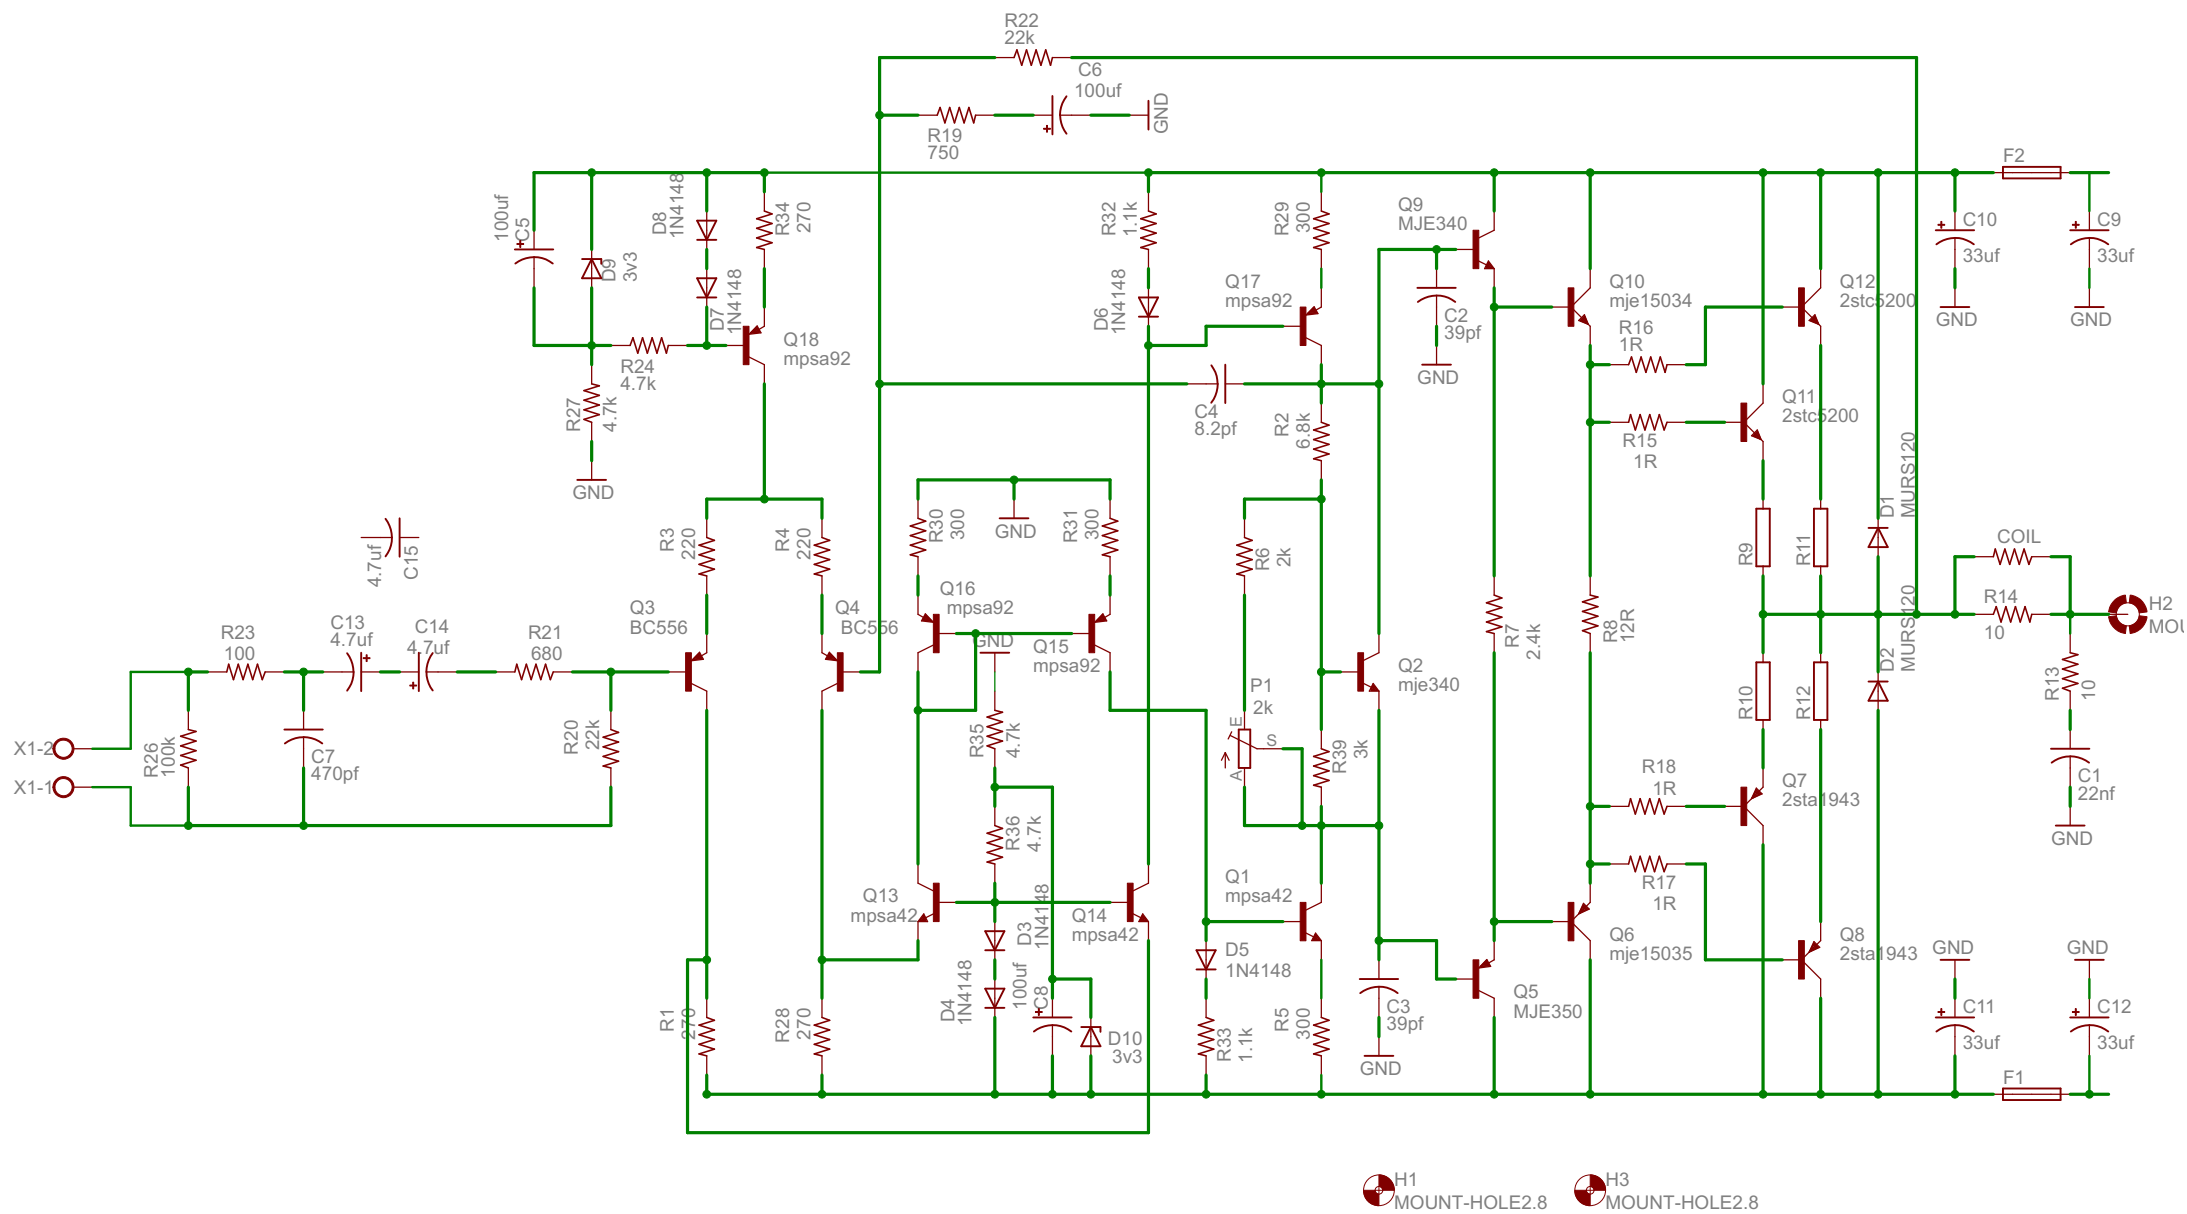 R22
22k
C6
100uf
GND
R19
750
F2
100uf
C5
D9
3v3
D8
1N4148
D7
1N4148
R34
270
Q18
mpsa92
R24
4.7k
R27
4.7k
GND
R32
1.1k
D6
1N4148
R29
300
Q17
mpsa92
C4
8.2pf
R2
6.8k
Q9
MJE340
C2
39pf
GND
Q10
mje15034
R16
1R
R15
1R
Q12
2stc5200
Q11
2stc5200
C10
33uf
GND
C9
33uf
GND
4.7uf
C15
R3
220
R4
220
R30
300
GND
R31
300
R6
2k
R9
R11
D1
MURS120
COIL
R14
10
H2
MOU
Q3
BC556
Q4
BC556
Q16
mpsa92
GND
Q15
mpsa92
R23
100
C13
4.7uf
C14
4.7uf
R21
680
R7
2.4k
R8
12R
Q2
mje340
P1
2k
E
S
A
R39
3k
R10
R12
D2
MURS120
R13
10
X1-2
X1-1
R26
100k
C7
470pf
R20
22k
R35
4.7k
R36
4.7k
R18
1R
Q7
2sta1943
C1
22nf
GND
Q13
mpsa42
D3
1N4148
Q14
mpsa42
Q1
mpsa42
R17
1R
D4
1N4148
100uf
C8
D10
3v3
D5
1N4148
R33
1.1k
R5
300
C3
39pf
GND
Q5
MJE350
Q6
mje15035
Q8
2sta1943
GND
C11
33uf
GND
C12
33uf
R1
270
R28
270
F1
H1
MOUNT-HOLE2.8
H3
MOUNT-HOLE2.8